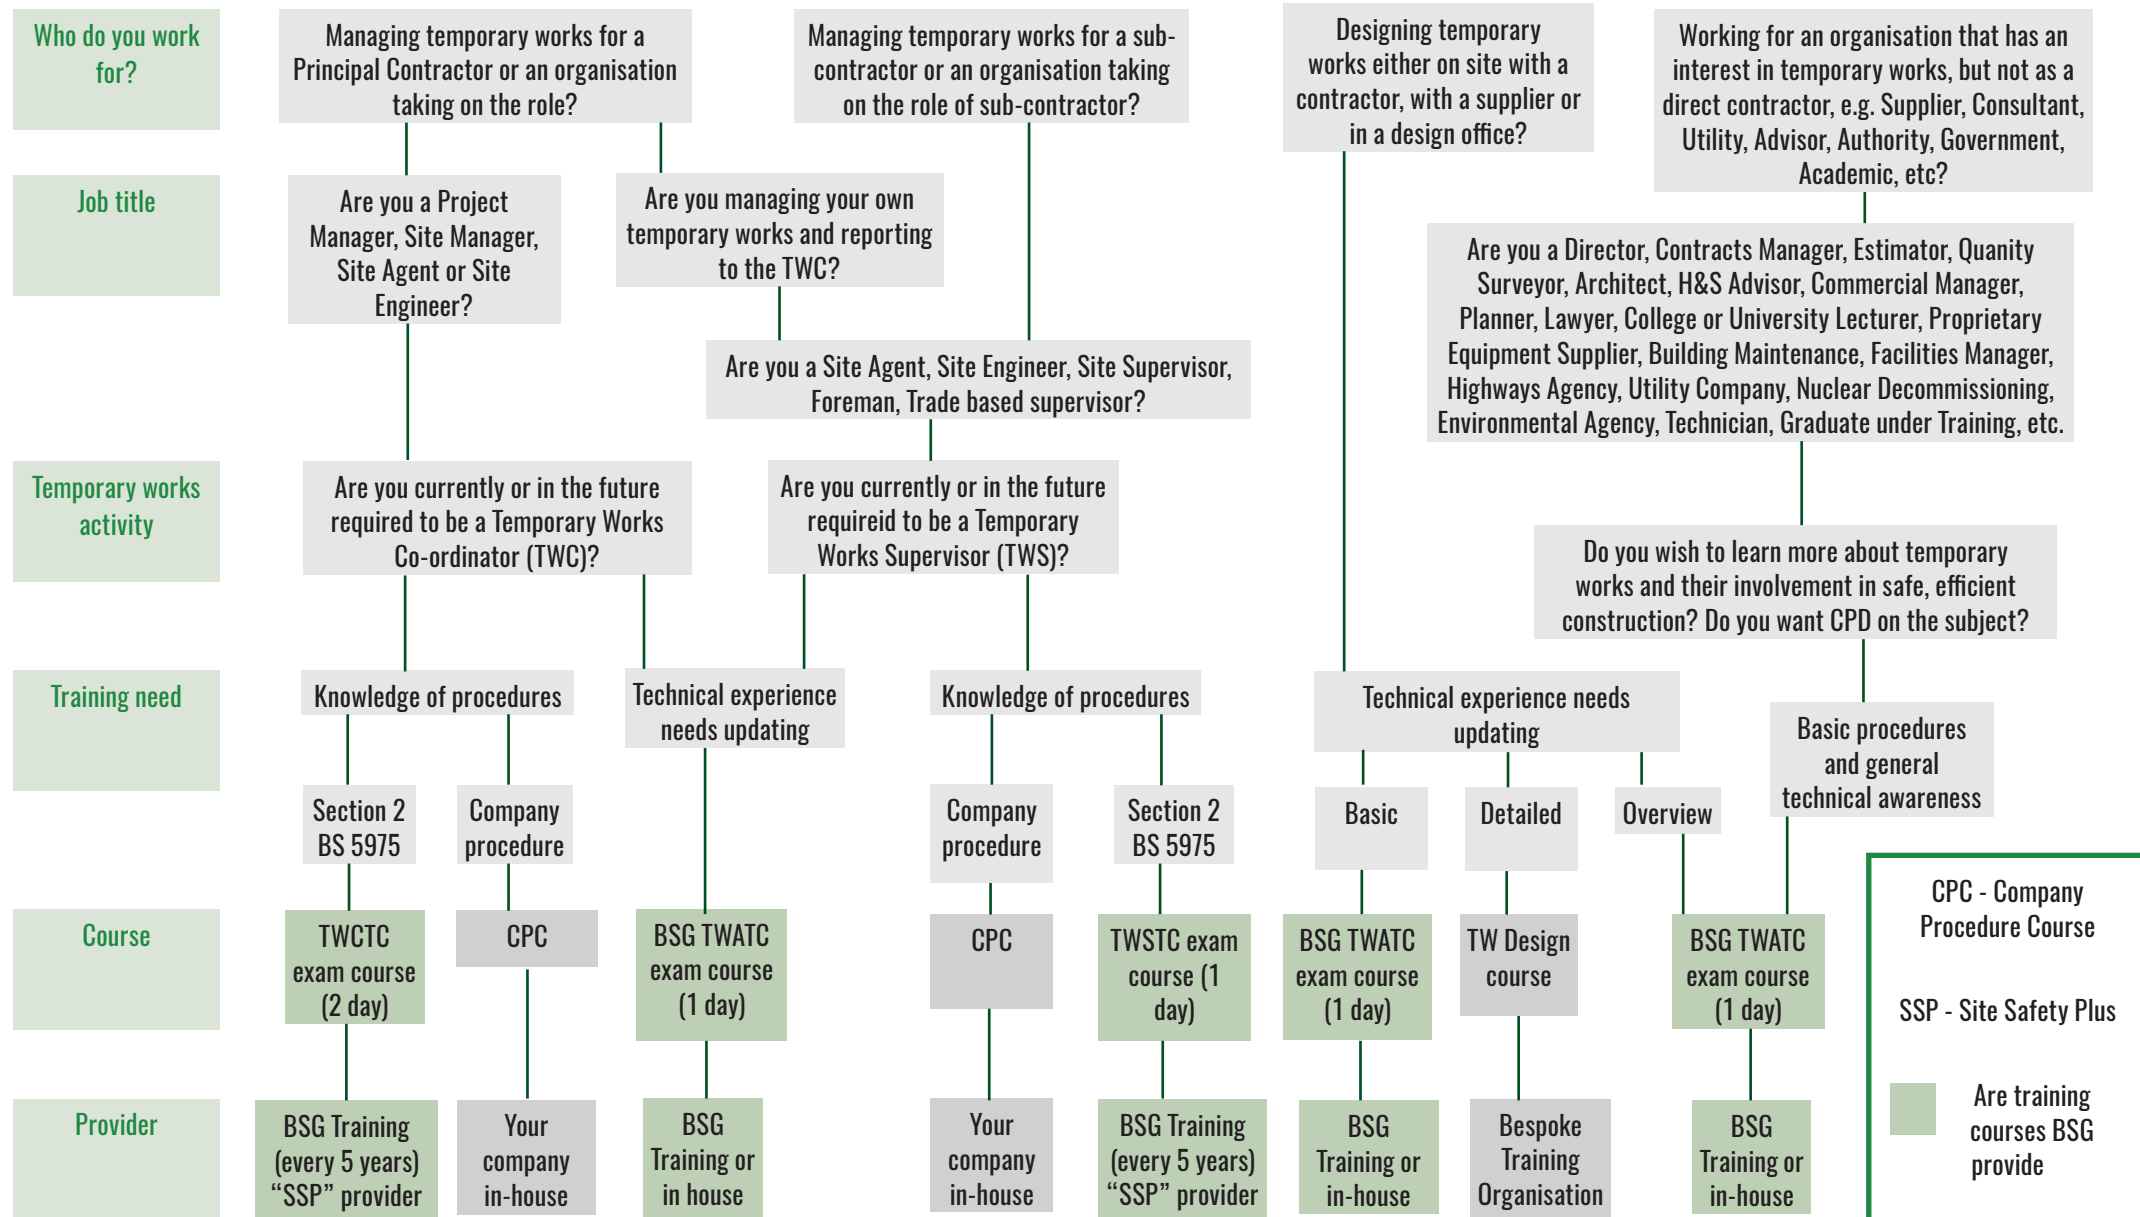 Who do you work
for?
Managing temporary works for a
Principal Contractor or an organisation
taking on the role?
Managing temporary works for a sub-
contractor or an organisation taking
on the role of sub-contractor?
Designing temporary
works either on site with a
contractor, with a supplier or
in a design office?
Working for an organisation that has an
interest in temporary works, but not as a
direct contractor, e.g. Supplier, Consultant,
Utility, Advisor, Authority, Government,
Academic, etc?
Job title
Are you a Project
Manager, Site Manager,
Site Agent or Site
Engineer?
Are you managing your own
temporary works and reporting
to the TWC?
Are you a Site Agent, Site Engineer, Site Supervisor,
Foreman, Trade based supervisor?
Are you a Director, Contracts Manager, Estimator, Quanity
Surveyor, Architect, H&S Advisor, Commercial Manager,
Planner, Lawyer, College or University Lecturer, Proprietary
Equipment Supplier, Building Maintenance, Facilities Manager,
Highways Agency, Utility Company, Nuclear Decommissioning,
Environmental Agency, Technician, Graduate under Training, etc.
Temporary works
activity
Are you currently or in the future
required to be a Temporary Works
Co-ordinator (TWC)?
Are you currently or in the future
requireid to be a Temporary
Works Supervisor (TWS)?
Do you wish to learn more about temporary
works and their involvement in safe, efficient
construction? Do you want CPD on the subject?
Training need
Knowledge of procedures
Technical experience
needs updating
Knowledge of procedures
Technical experience needs
updating
Basic procedures
and general
technical awareness
Section 2
BS 5975
Company
procedure
Company
procedure
Section 2
BS 5975
Basic
Detailed
Overview
Course
TWCTC
exam course
(2 day)
CPC
BSG TWATC
exam course
(1 day)
CPC
TWSTC exam
course (1
day)
BSG TWATC
exam course
(1 day)
TW Design
course
BSG TWATC
exam course
(1 day)
Provider
BSG Training
(every 5 years)
“SSP” provider
Your
company
in-house
BSG
Training or
in house
Your
company
in-house
BSG Training
(every 5 years)
“SSP” provider
BSG
Training or
in-house
Bespoke
Training
Organisation
BSG
Training or
in-house
CPC - Company
Procedure Course
SSP - Site Safety Plus
Are training
courses BSG
provide